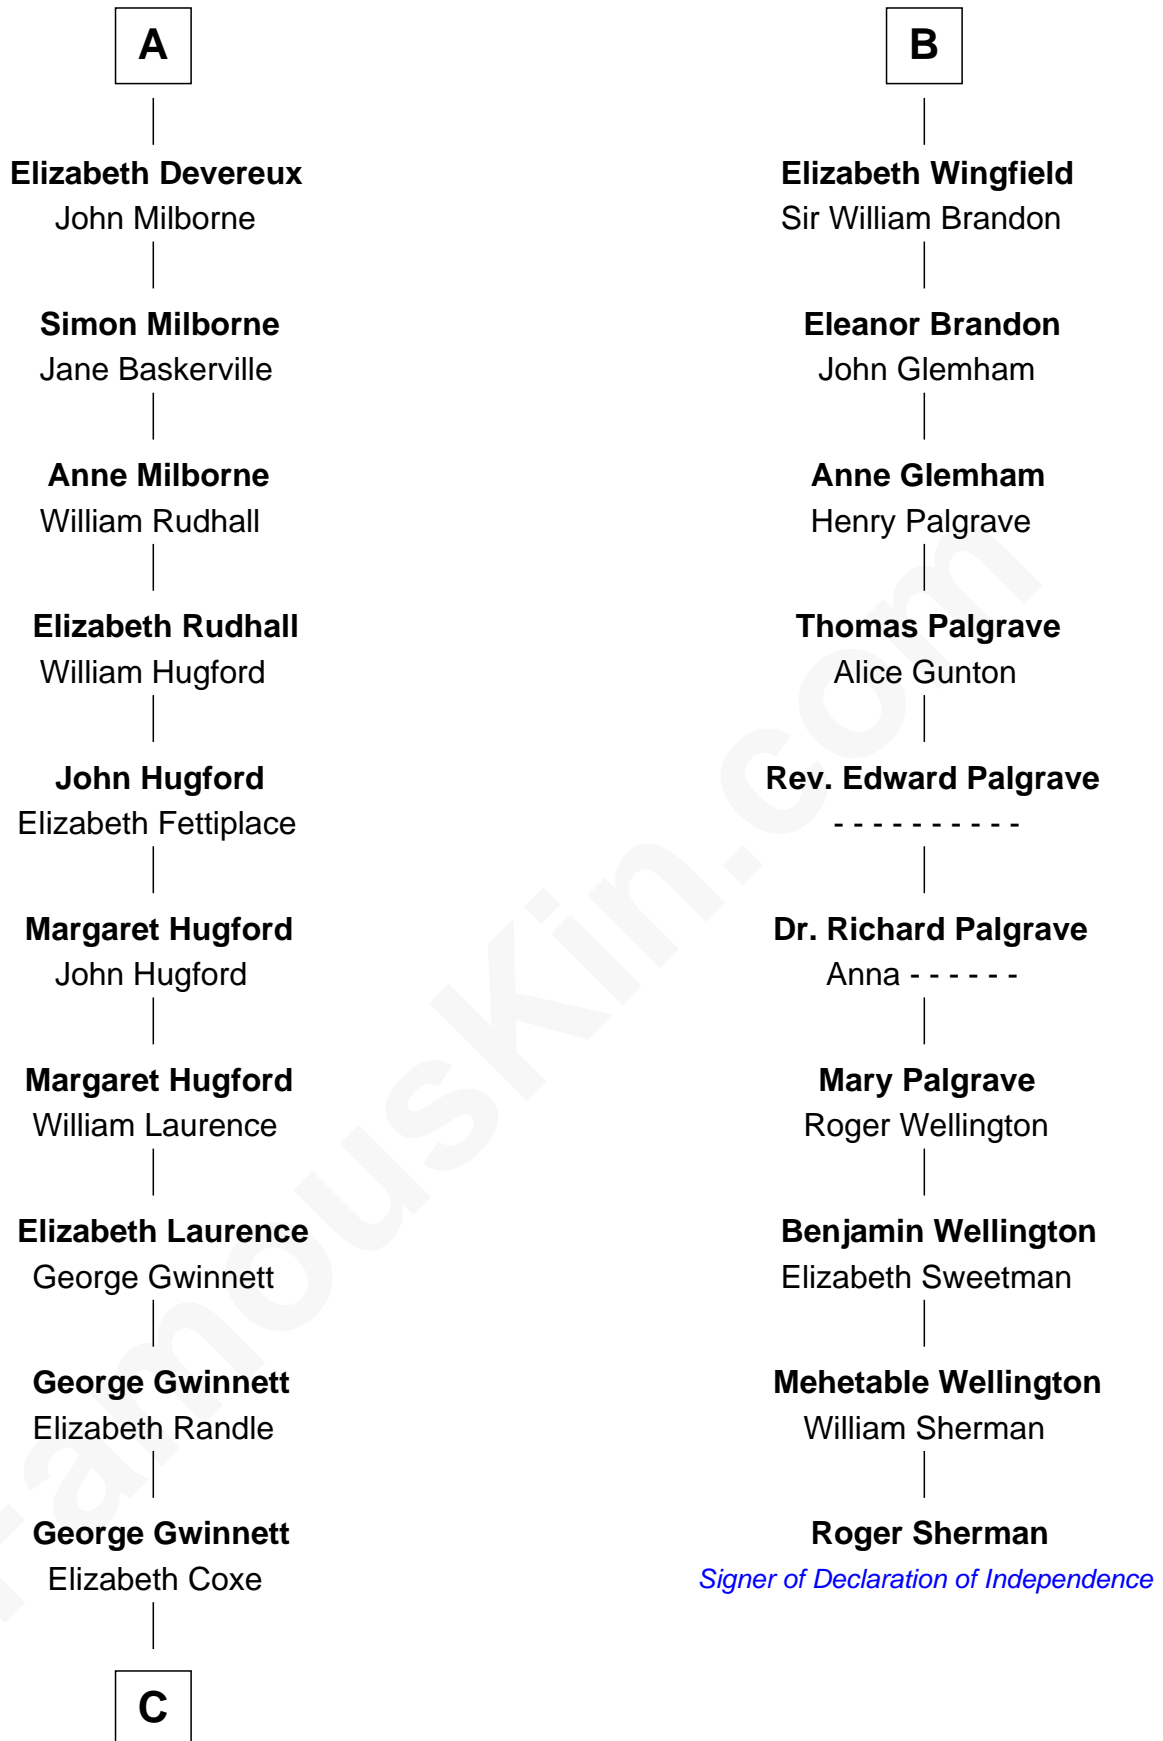 A
Elizabeth Devereux
John Milborne
Simon Milborne
Jane Baskerville
Anne Milborne
William Rudhall
Elizabeth Rudhall
William Hugford
John Hugford
Elizabeth Fettiplace
Margaret Hugford
John Hugford
Margaret Hugford
William Laurence
Elizabeth Laurence
George Gwinnett
George Gwinnett
Elizabeth Randle
George Gwinnett
Elizabeth Coxe
C
B
Elizabeth Wingfield
Sir William Brandon
Eleanor Brandon
John Glemham
Anne Glemham
Henry Palgrave
Thomas Palgrave
Alice Gunton
Rev. Edward Palgrave
- - - - - - - - - -
Dr. Richard Palgrave
Anna - - - - - -
Mary Palgrave
Roger Wellington
Benjamin Wellington
Elizabeth Sweetman
Mehetable Wellington
William Sherman
Roger Sherman
Signer of Declaration of Independence
FamousKin.com